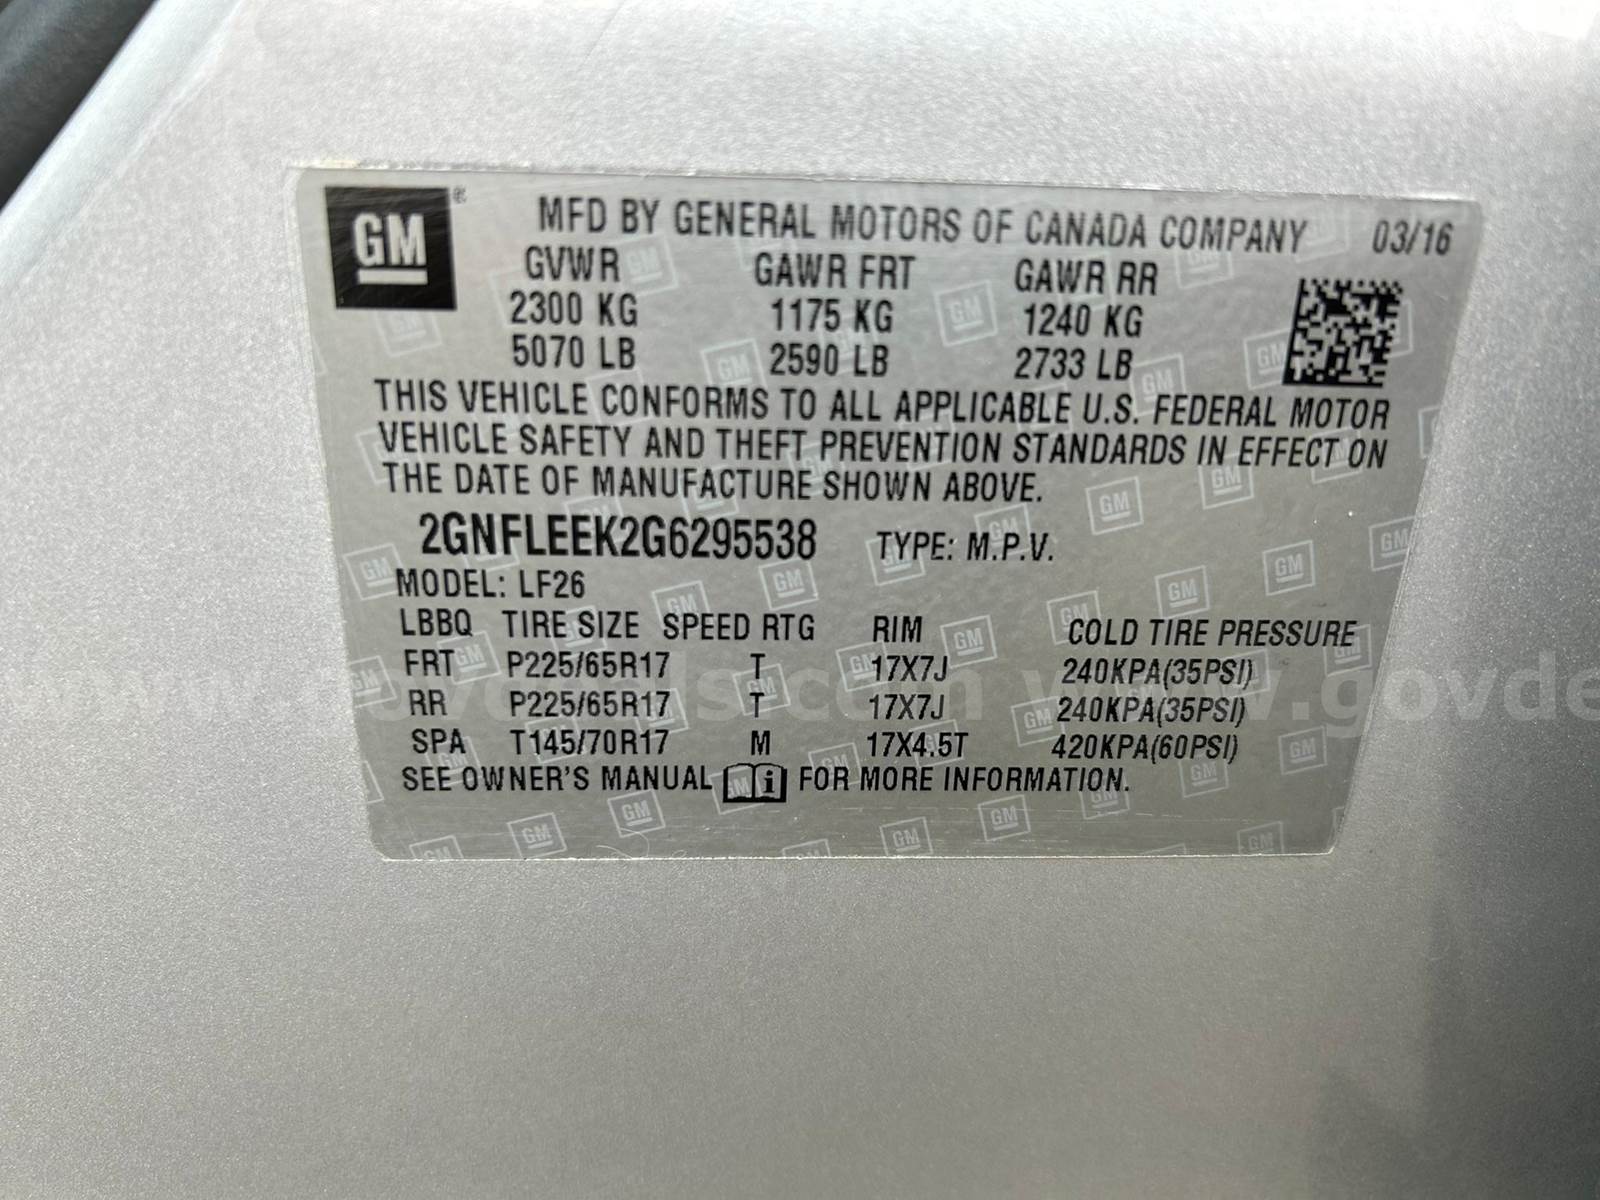 GM ®
MFD BY GENERAL MOTORS OF CANADA COMPANY 03/16
GVWR GAWR FRT GAWR RR
2300 KG 1175 KG 1240 KG
5070 LB 2590 LB 2733 LB
THIS VEHICLE CONFORMS TO ALL APPLICABLE U.S. FEDERAL MOTOR
VEHICLE SAFETY AND THEFT PREVENTION STANDARDS IN EFFECT ON
THE DATE OF MANUFACTURE SHOWN ABOVE.
2GNFLEEK2G6295538 TYPE: M.P.V.
MODEL: LF26
LBBQ TIRE SIZE SPEED RTG RIM COLD TIRE PRESSURE
FRT P225/65R17 T 17X7J 240KPA(35PSI)
RR P225/65R17 T 17X7J 240KPA(35PSI)
SPA T145/70R17 M 17X4.5T 420KPA(60PSI)
SEE OWNER'S MANUAL i FOR MORE INFORMATION.